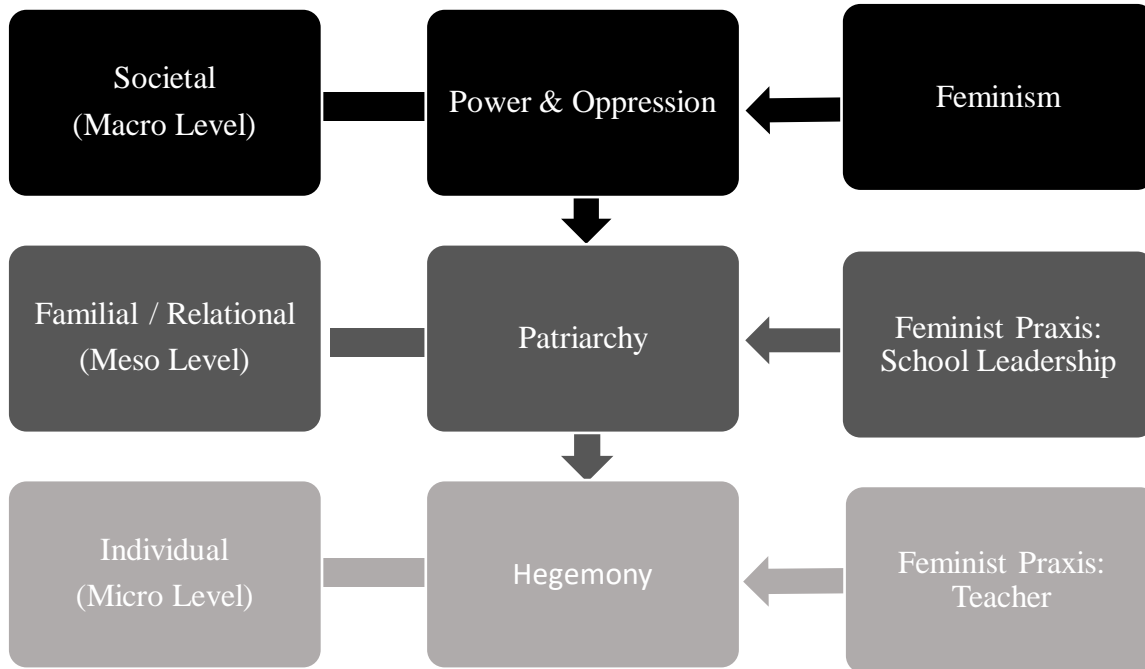 Societal
(Macro Level)
Power & Oppression
Feminism
Familial / Relational
(Meso Level)
Patriarchy
Feminist Praxis:
School Leadership
Individual
(Micro Level)
Hegemony
Feminist Praxis:
Teacher